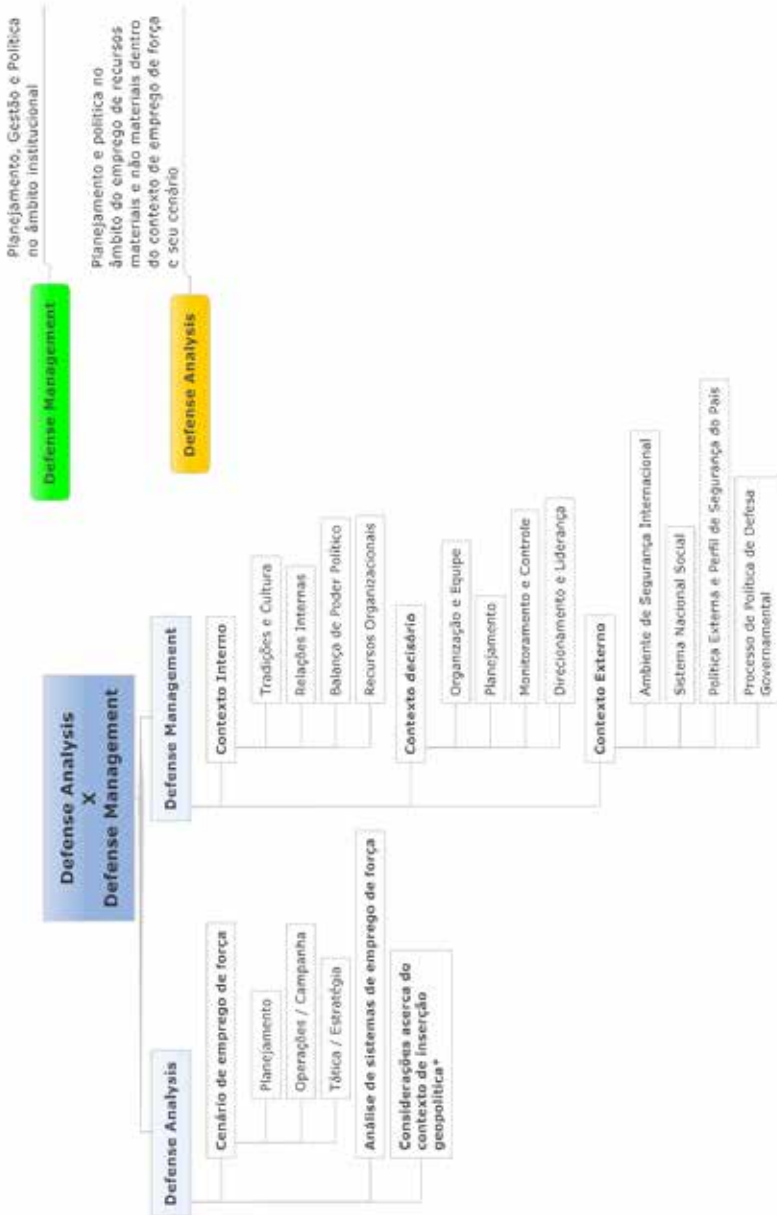 Defense Analysis
X
Defense Management
Defense Analysis
Cenário de emprego de força
Planejamento
Operações / Campanha
Tática / Estratégia
Análise de sistemas de emprego de força
Considerações acerca do
contexto de inserção
geopolítica*
Defense Management
Contexto Interno
Tradições e Cultura
Relações Internas
Balança de Poder Político
Recursos Organizacionais
Contexto decisório
Organização e Equipe
Planejamento
Monitoramento e Controle
Direcionamento e Liderança
Contexto Externo
Ambiente de Segurança Internacional
Sistema Nacional Social
Política Externa e Perfil de Segurança do País
Processo de Política de Defesa
Governamental
Defense Management
Planejamento, Gestão e Política
no âmbito institucional
Defense Analysis
Planejamento e política no
âmbito do emprego de recursos
materiais e não materiais dentro
do contexto de emprego de força
e seu cenário